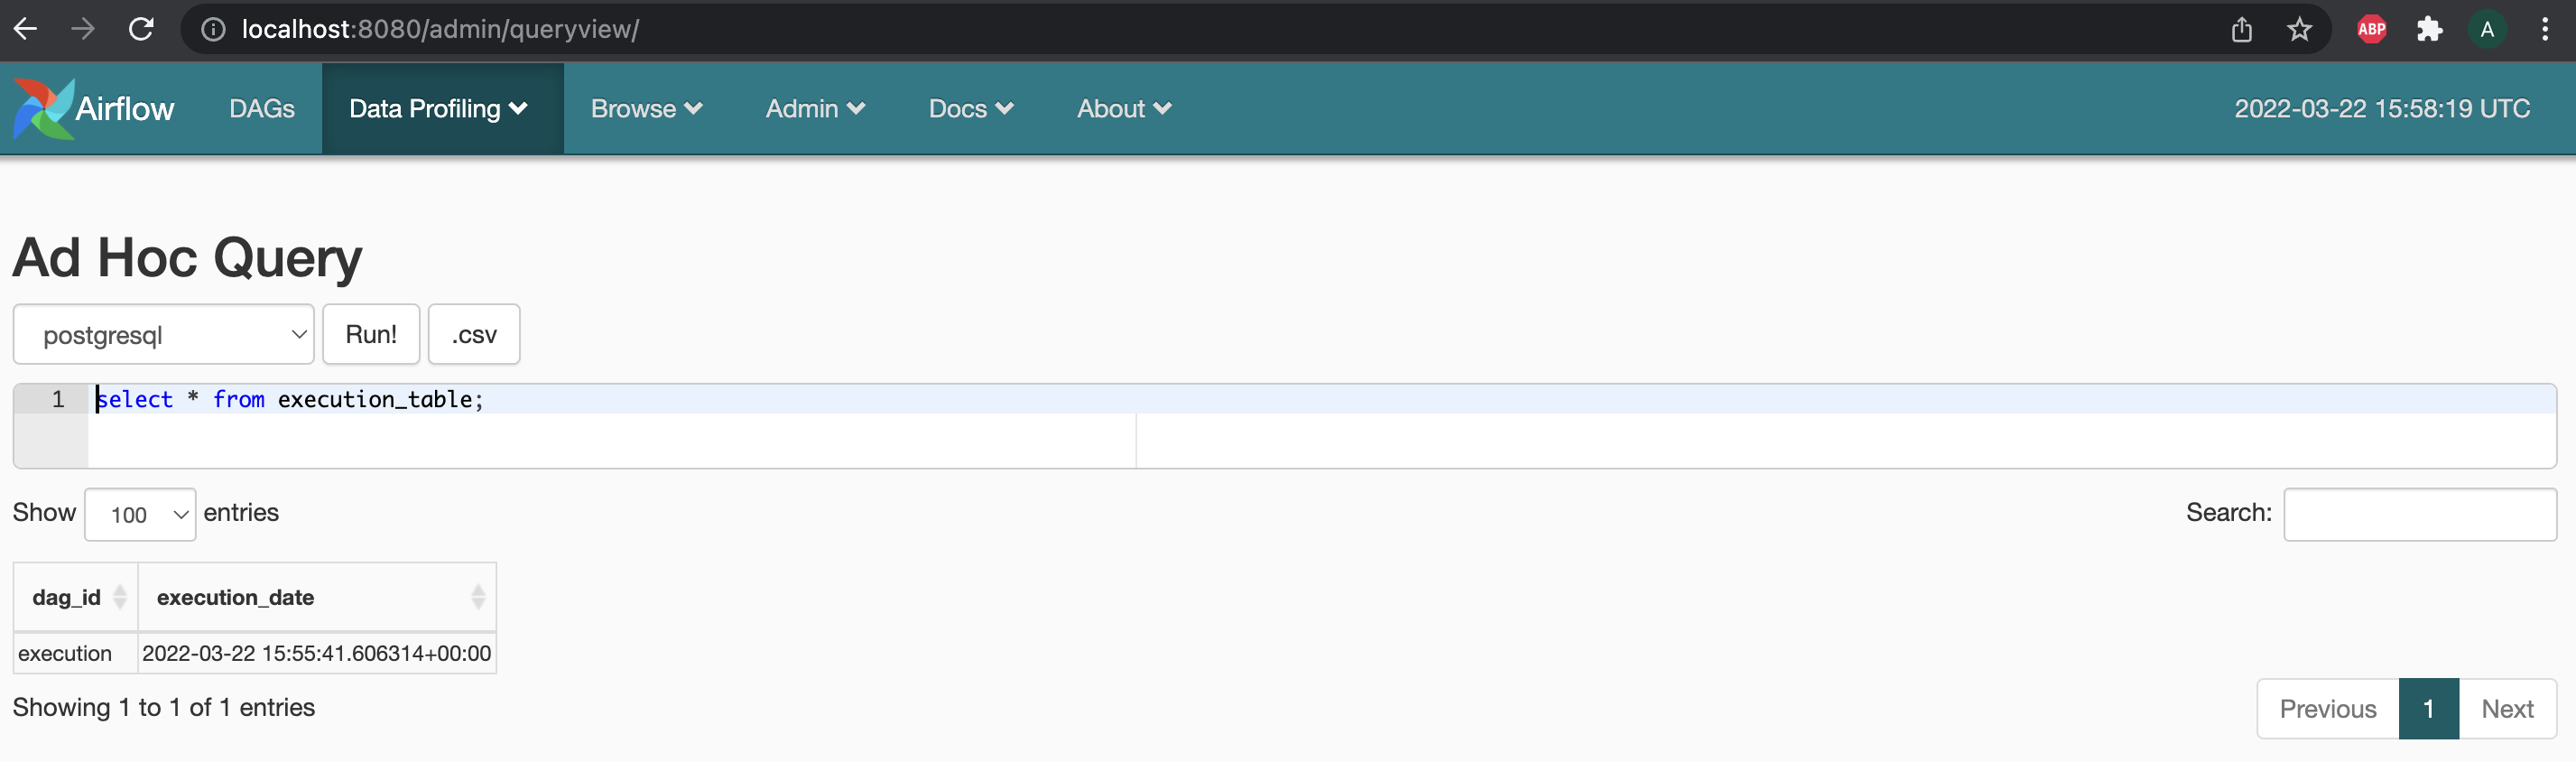 localhost:8080/admin/queryview/ ABP A
Airflow DAGs Data Profiling Browse Admin Docs About 2022-03-22 15:58:19 UTC
Ad Hoc Query
postgresql Run! .csv
1 select * from execution_table;
Show 100 entries Search:
dag_id execution_date
execution 2022-03-22 15:55:41.606314+00:00
Showing 1 to 1 of 1 entries
Previous 1 Next